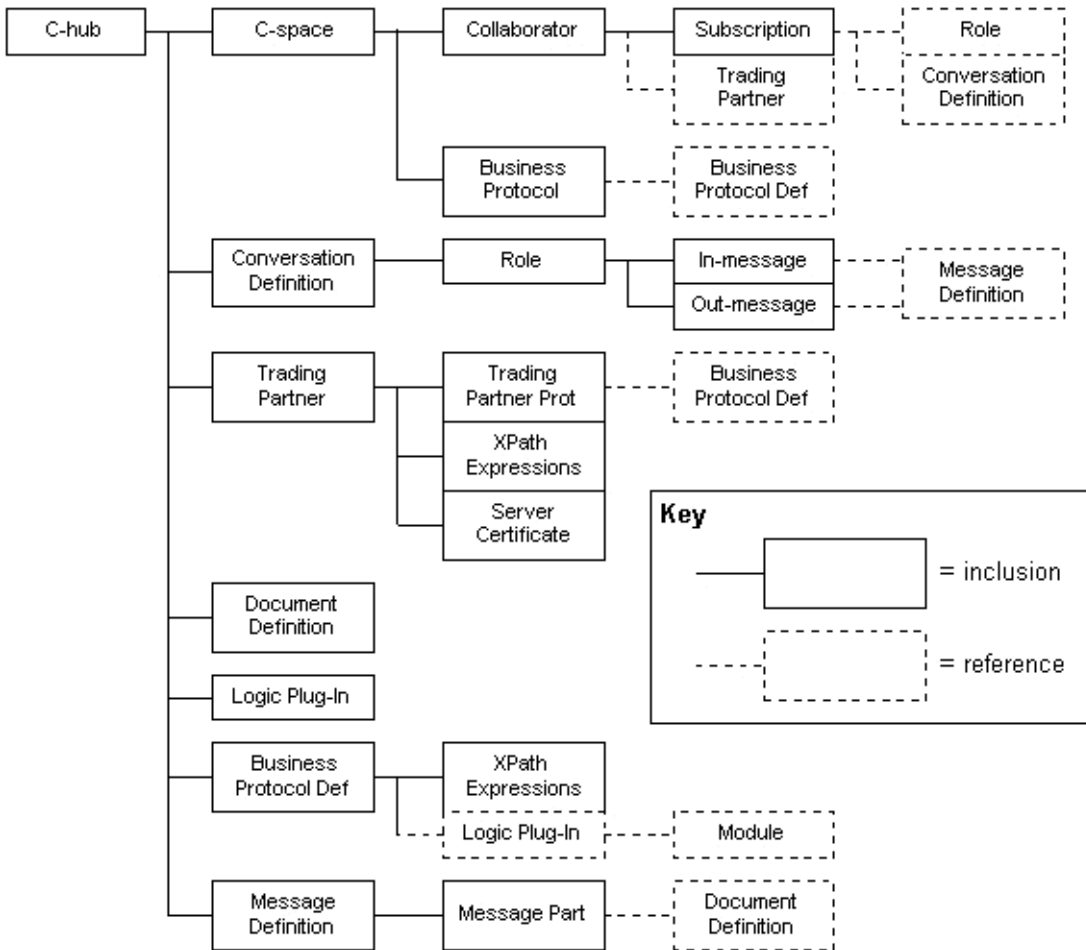 C-hub
C-space
Collaborator
Subscription
Role
Trading
Partner
Conversation
Definition
Business
Protocol
Business
Protocol Def
Conversation
Definition
Role
In-message
Out-message
Message
Definition
Trading
Partner
Trading
Partner Prot
Business
Protocol Def
XPath
Expressions
Server
Certificate
Key
= inclusion
= reference
Document
Definition
Logic Plug-In
Business
Protocol Def
XPath
Expressions
Logic Plug-In
Module
Message
Definition
Message Part
Document
Definition